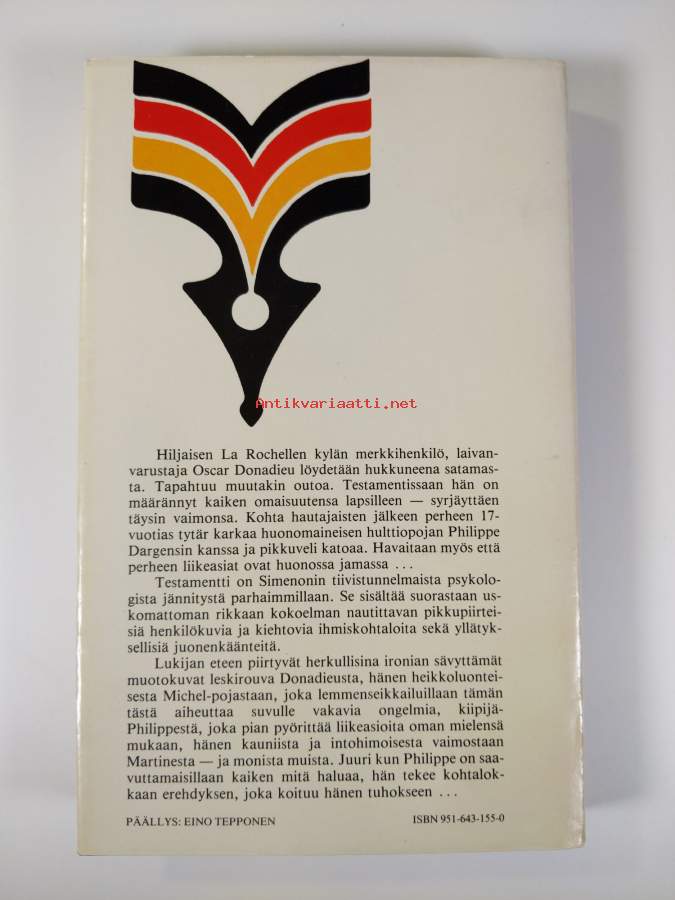 Antikvariaatti.net
Hiljaisen La Rochellen kylän merkkihenkilö, laivan-
varustaja Oscar Donadieu löydetään hukkuneena satamas-
ta. Tapahtuu muutakin outoa. Testamentissaan hän on
määrännyt kaiken omaisuutensa lapsilleen — syrjäyttäen
täysin vaimonsa. Kohta hautajaisten jälkeen perheen 17-
vuotias tytär karkaa huonomaineisen hulttiopojan Philippe
Dargensin kanssa ja pikkuveli katoaa. Havaitaan myös että
perheen liikeasiat ovat huonossa jamassa ...
Testamentti on Simenonin tiivistunnelmaista psykolo-
gista jännitystä parhaimmillaan. Se sisältää suorastaan us-
komattoman rikkaan kokoelman nautittavan pikkupiirtei-
siä henkilökuvia ja kiehtovia ihmiskohtaloita sekä yllätyk-
sellisiä juonenkäänteitä.
Lukijan eteen piirtyvät herkullisina ironian sävyttämät
muotokuvat leskirouva Donadieusta, hänen heikkoluontei-
sesta Michel-pojastaan, joka lemmenseikkailuillaan tämän
tästä aiheuttaa suvulle vakavia ongelmia, kiipijä-
Philippestä, joka pian pyörittää liikeasioita oman mielensä
mukaan, hänen kauniista ja intohimoisesta vaimostaan
Martinesta — ja monista muista. Juuri kun Philippe on saa-
vuttamaisillaan kaiken mitä haluaa, hän tekee kohtalok-
kaan erehdyksen, joka koituu hänen tuhokseen ...
PÄÄLLYS: EINO TEPPONEN
ISBN 951-643-155-0